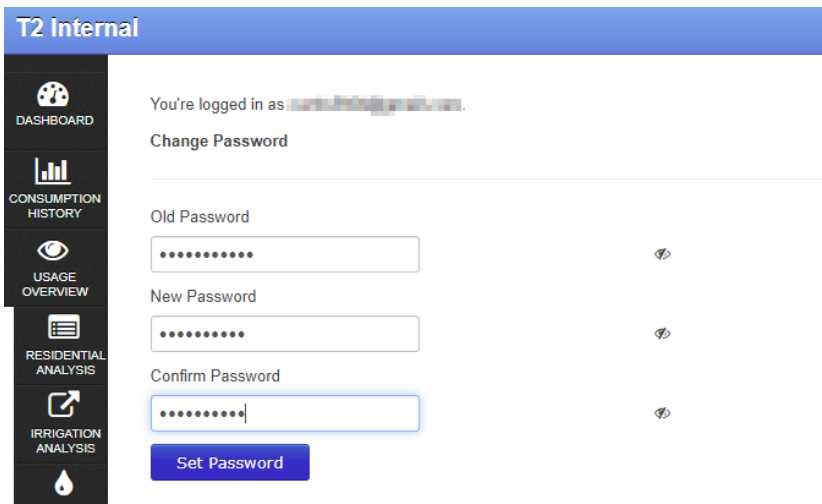 T2 Internal
DASHBOARD
CONSUMPTION
HISTORY
USAGE
OVERVIEW
RESIDENTIAL
ANALYSIS
IRRIGATION
ANALYSIS
You're logged in as
Change Password
Old Password
•••••••••••
New Password
••••••••••
Confirm Password
••••••••••
Set Password